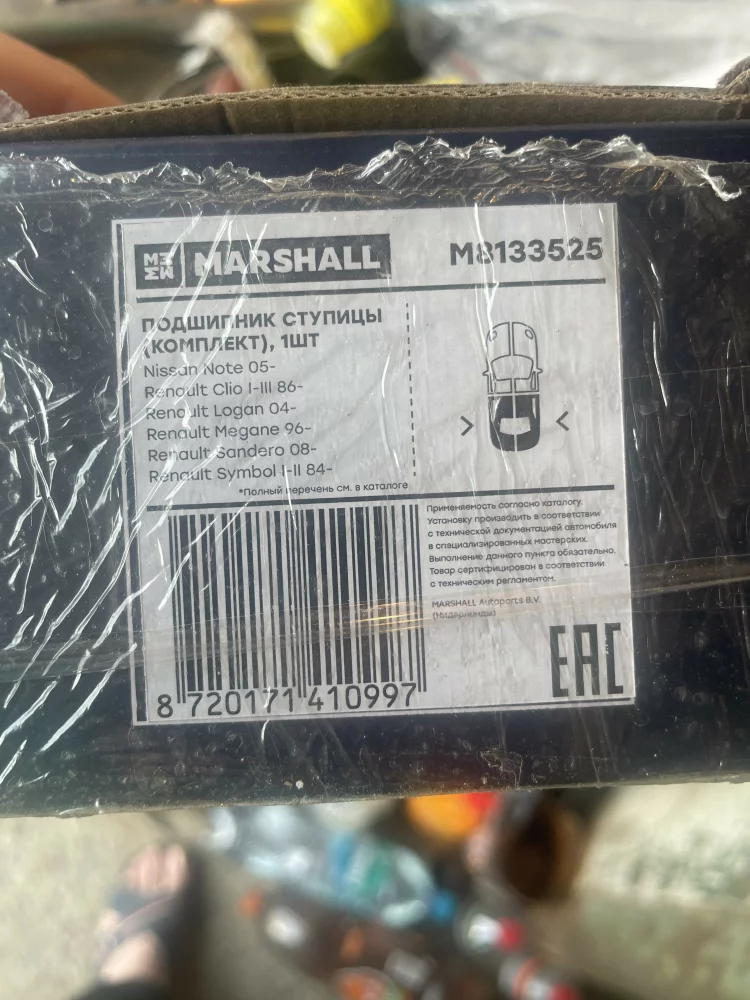 MARSHALL
M8133525
ПОДШИПНИК СТУПИЦЫ
(КОМПЛЕКТ), 1ШТ
Nissan Note 05-
Renault Clio I-III 86-
Renault Logan 04-
Renault Megane 96-
Renault Sandero 08-
Renault Symbol I-II 84-
*Полный перечень см. в каталоге
Применяемость согласно каталогу.
Установку производить в соответствии
с технической документацией автомобиля
в специализированных мастерских.
Выполнение данного пункта обязательно.
Товар сертифицирован в соответствии
с техническим регламентом.
MARSHALL Autoparts B.V.
(Нидерланды)
EAC
8 720171 410997